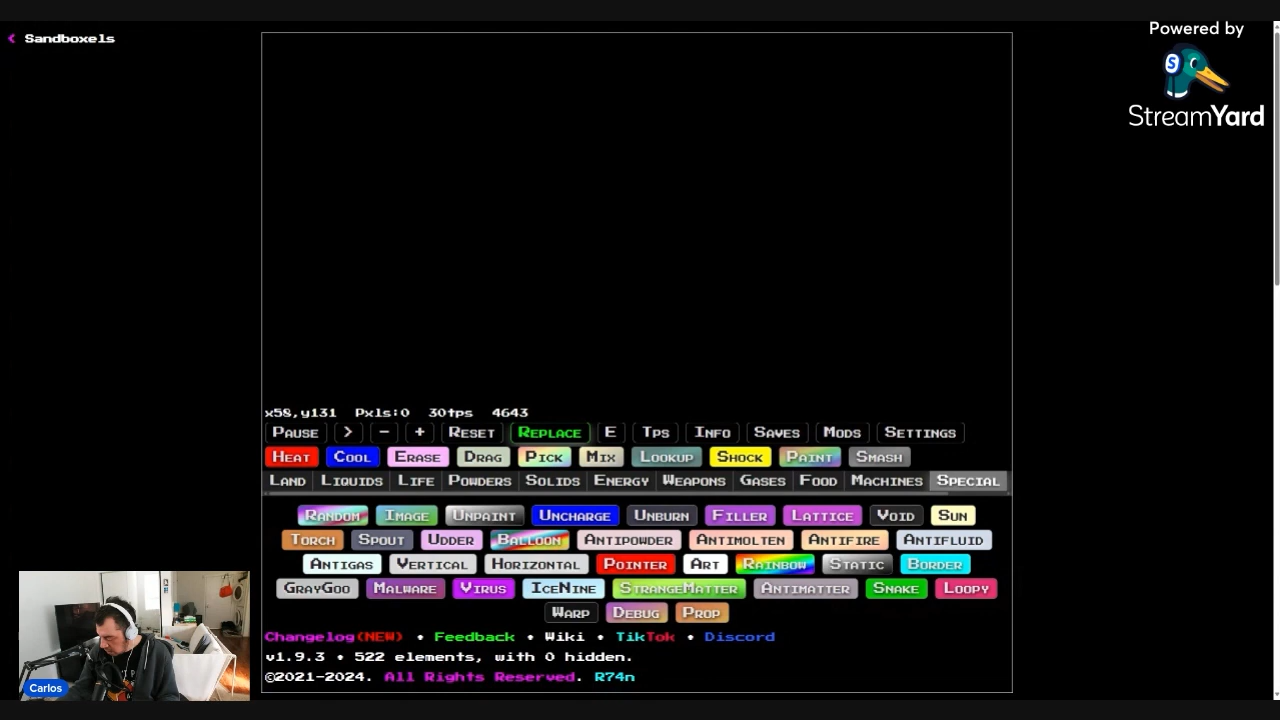 Sandboxels
Powered by
StreamYard
x58,y131 Pxls:0 30tps 4643
Pause > - + Reset Replace E Tps Info Saves Mods Settings
Heat Cool Erase Drag Pick Mix Lookup Shock Paint Smash
Land Liquids Life Powders Solids Energy Weapons Gases Food Machines Special
Random Image Unpaint Uncharge Unburn Filler Lattice Void Sun
Torch Spout Udder Balloon Antipowder Antimolten Antifire Antifluid
Antigas Vertical Horizontal Pointer Art Rainbow Static Border
GrayGoo Malware Virus IceNine StrangeMatter Antimatter Snake Loopy
Warp Debug Prop
Changelog(NEW) • Feedback • Wiki • TikTok • Discord
v1.9.3 • 522 elements, with 0 hidden.
©2021-2024. All Rights Reserved. R74n
Carlos